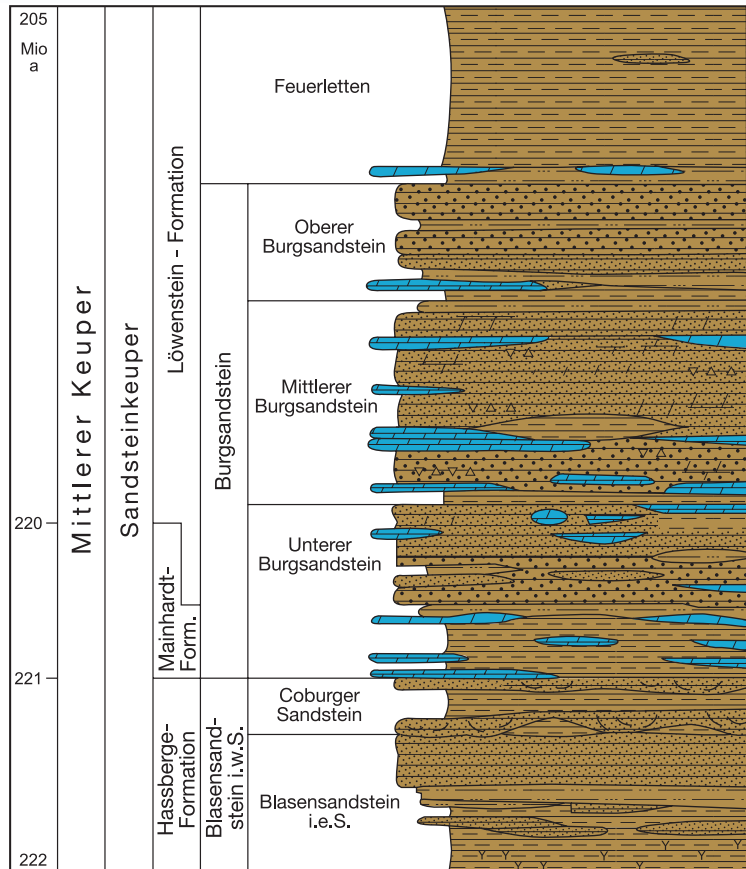 205
Mio
a
220
221
222
Mittlerer Keuper
Sandsteinkeuper
Löwenstein - Formation
Mainhardt-
Form.
Hassberge-
Formation
Burgsandstein
Blasensand-
stein i.w.S.
Feuerletten
Oberer
Burgsandstein
Mittlerer
Burgsandstein
Unterer
Burgsandstein
Coburger
Sandstein
Blasensandstein
i.e.S.